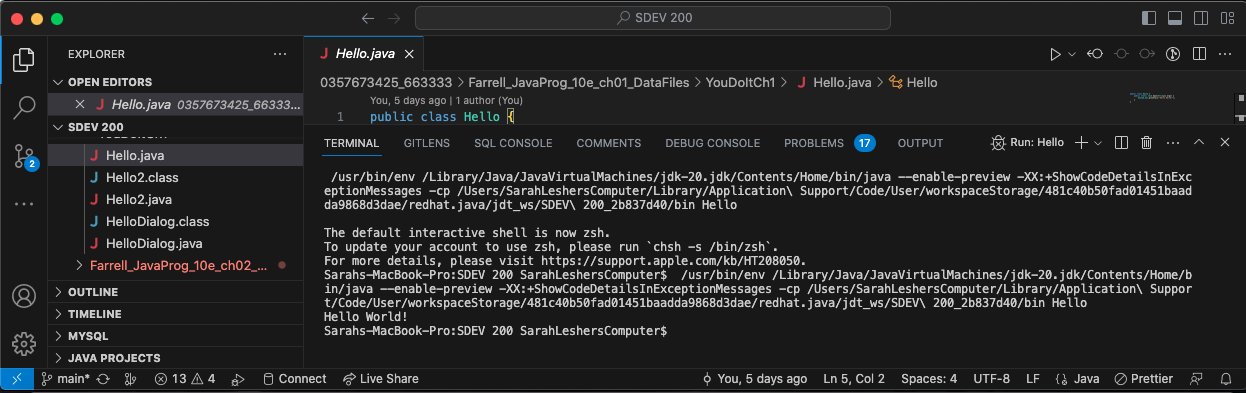 SDEV 200
EXPLORER
OPEN EDITORS
Hello.java 0357673425_66333...
SDEV 200
Hello.java
Hello2.class
Hello2.java
HelloDialog.class
HelloDialog.java
Farrell_JavaProg_10e_ch02_...
OUTLINE
TIMELINE
MYSQL
JAVA PROJECTS
2
Hello.java
0357673425_663333 > Farrell_JavaProg_10e_ch01_DataFiles > YouDoItCh1 > J Hello.java > Hello
You, 5 days ago | 1 author (You)
1 public class Hello {
TERMINAL GITLENS SQL CONSOLE COMMENTS DEBUG CONSOLE PROBLEMS 17 OUTPUT Run: Hello
/usr/bin/env /Library/Java/JavaVirtualMachines/jdk-20.jdk/Contents/Home/bin/java --enable-preview -XX:+ShowCodeDetailsInExc
eptionMessages -cp /Users/SarahLeshersComputer/Library/Application\ Support/Code/User/workspaceStorage/481c40b50fad01451baad
da9868d3dae/redhat.java/jdt_ws/SDEV\ 200_2b837d40/bin Hello
The default interactive shell is now zsh.
To update your account to use zsh, please run `chsh -s /bin/zsh`.
For more details, please visit https://support.apple.com/kb/HT208050.
Sarahs-MacBook-Pro:SDEV 200 SarahLeshersComputer$  /usr/bin/env /Library/Java/JavaVirtualMachines/jdk-20.jdk/Contents/Home/b
in/java --enable-preview -XX:+ShowCodeDetailsInExceptionMessages -cp /Users/SarahLeshersComputer/Library/Application\ Suppor
t/Code/User/workspaceStorage/481c40b50fad01451baadda9868d3dae/redhat.java/jdt_ws/SDEV\ 200_2b837d40/bin Hello
Hello World!
Sarahs-MacBook-Pro:SDEV 200 SarahLeshersComputer$
main* 13 4 Connect Live Share You, 5 days ago Ln 5, Col 2 Spaces: 4 UTF-8 LF {} Java Prettier